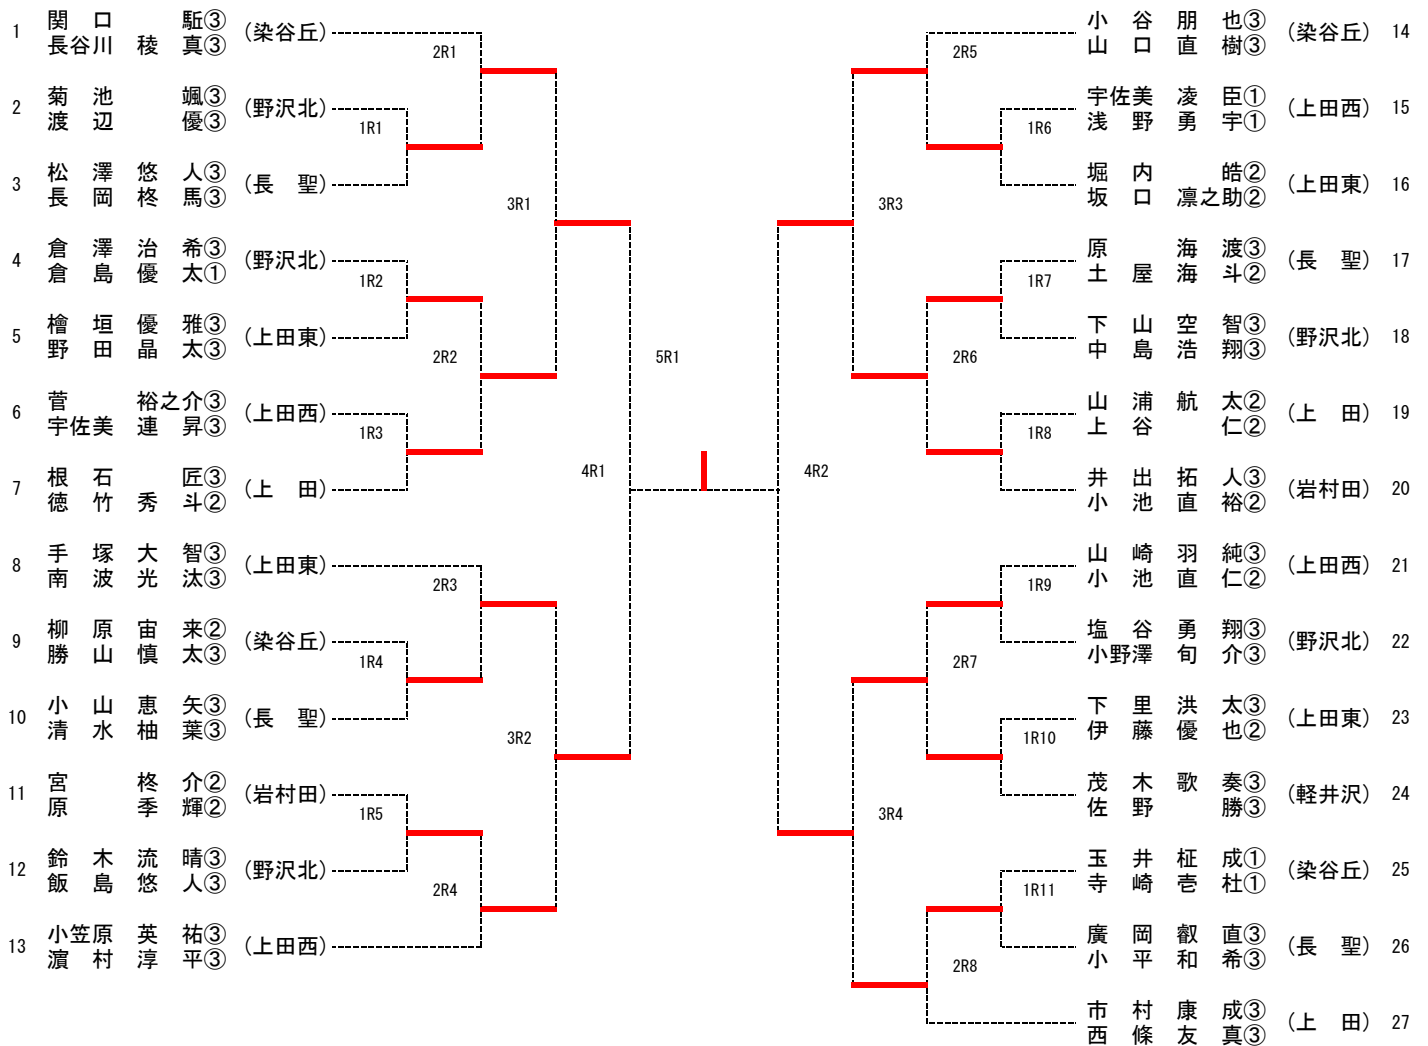 1 関口 駈③ (染谷丘)
長谷川 稜真③
2 菊池 颯③ (野沢北)
渡辺 優③
3 松澤悠人③ (長聖)
長岡柊馬③
4 倉澤治希③ (野沢北)
倉島優太①
5 檜垣優雅③ (上田東)
野田晶太③
6 菅 裕之介③ (上田西)
宇佐美 連昇③
7 根石 匠③ (上田)
徳竹秀斗②
8 手塚大智③ (上田東)
南波光汰③
9 柳原宙来② (染谷丘)
勝山慎太③
10 小山恵矢③ (長聖)
清水柚葉③
11 宮 柊介② (岩村田)
原 季輝②
12 鈴木流晴③ (野沢北)
飯島悠人③
13 小笠原 英祐③ (上田西)
濵村淳平③
2R1
1R1
3R1
1R2
2R2
1R3
4R1
2R3
1R4
3R2
1R5
2R4
5R1
2R5
1R6
3R3
1R7
2R6
1R8
4R2
1R9
2R7
1R10
3R4
1R11
2R8
小谷朋也③ (染谷丘) 14
山口直樹③
宇佐美 凌臣① (上田西) 15
浅野勇宇①
堀内 皓② (上田東) 16
坂口 凛之助②
原 海渡③ (長聖) 17
土屋海斗②
下山空智③ (野沢北) 18
中島浩翔③
山浦航太② (上田) 19
上谷 仁②
井出拓人③ (岩村田) 20
小池直裕②
山崎羽純③ (上田西) 21
小池直仁②
塩谷勇翔③ (野沢北) 22
小野澤 旬介③
下里洪太③ (上田東) 23
伊藤優也②
茂木歌奏③ (軽井沢) 24
佐野 勝③
玉井柾成① (染谷丘) 25
寺崎壱杜①
廣岡叡直③ (長聖) 26
小平和希③
市村康成③ (上田) 27
西條友真③